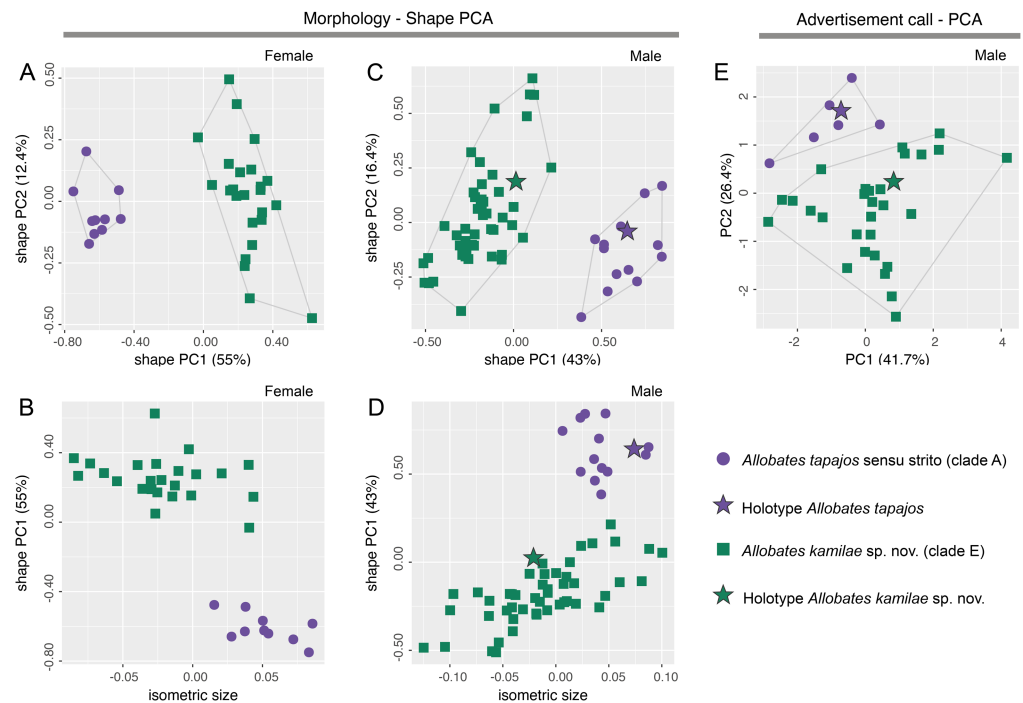 Morphology - Shape PCA
Advertisement call - PCA
A
Female
shape PC2 (12.4%)
0.50
0.25
0.00
-0.25
-0.50
-0.80
-0.40
0.00
0.40
shape PC1 (55%)
C
Male
shape PC2 (16.4%)
0.50
0.25
0.00
-0.25
-0.50
0.00
0.50
shape PC1 (43%)
E
Male
PC2 (26.4%)
2
1
0
-1
-2
-2
0
2
4
PC1 (41.7%)
B
Female
shape PC1 (55%)
0.40
0.00
-0.40
-0.80
-0.05
0.00
0.05
isometric size
D
Male
shape PC1 (43%)
0.50
0.00
-0.50
-0.10
-0.05
0.00
0.05
0.10
isometric size
Allobates tapajos sensu strito (clade A)
Holotype Allobates tapajos
Allobates kamilae sp. nov. (clade E)
Holotype Allobates kamilae sp. nov.